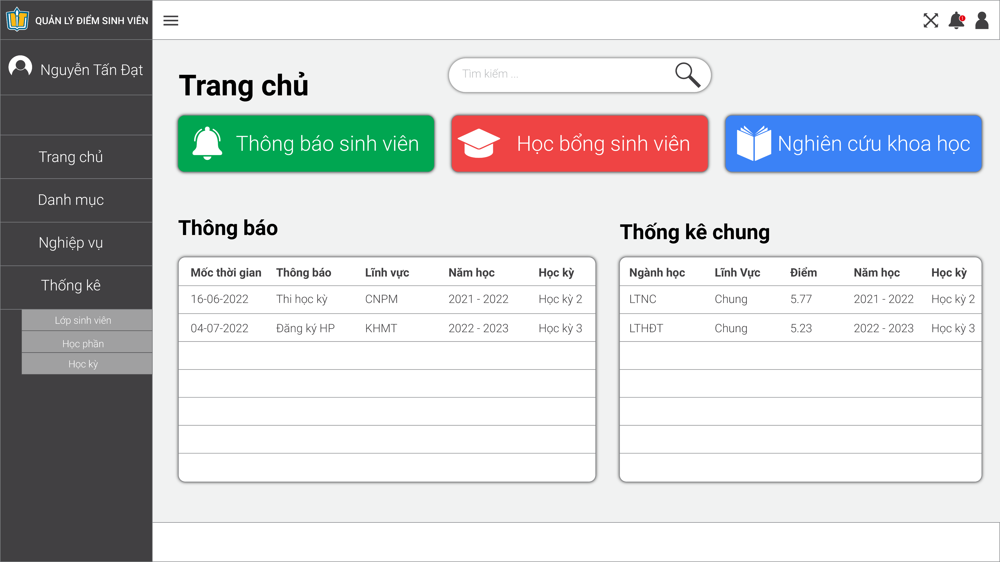 QUẢN LÝ ĐIỂM SINH VIÊN
1
Nguyễn Tấn Đạt
Trang chủ
Danh mục
Nghiệp vụ
Thống kê
Lớp sinh viên
Học phần
Học kỳ
Trang chủ
Tìm kiếm ...
Thông báo sinh viên
Học bổng sinh viên
Nghiên cứu khoa học
Thông báo
Mốc thời gian Thông báo Lĩnh vực Năm học Học kỳ
16-06-2022 Thi học kỳ CNPM 2021 - 2022 Học kỳ 2
04-07-2022 Đăng ký HP KHMT 2022 - 2023 Học kỳ 3
Thống kê chung
Ngành học Lĩnh Vực Điểm Năm học Học kỳ
LTNC Chung 5.77 2021 - 2022 Học kỳ 2
LTHĐT Chung 5.23 2022 - 2023 Học kỳ 3